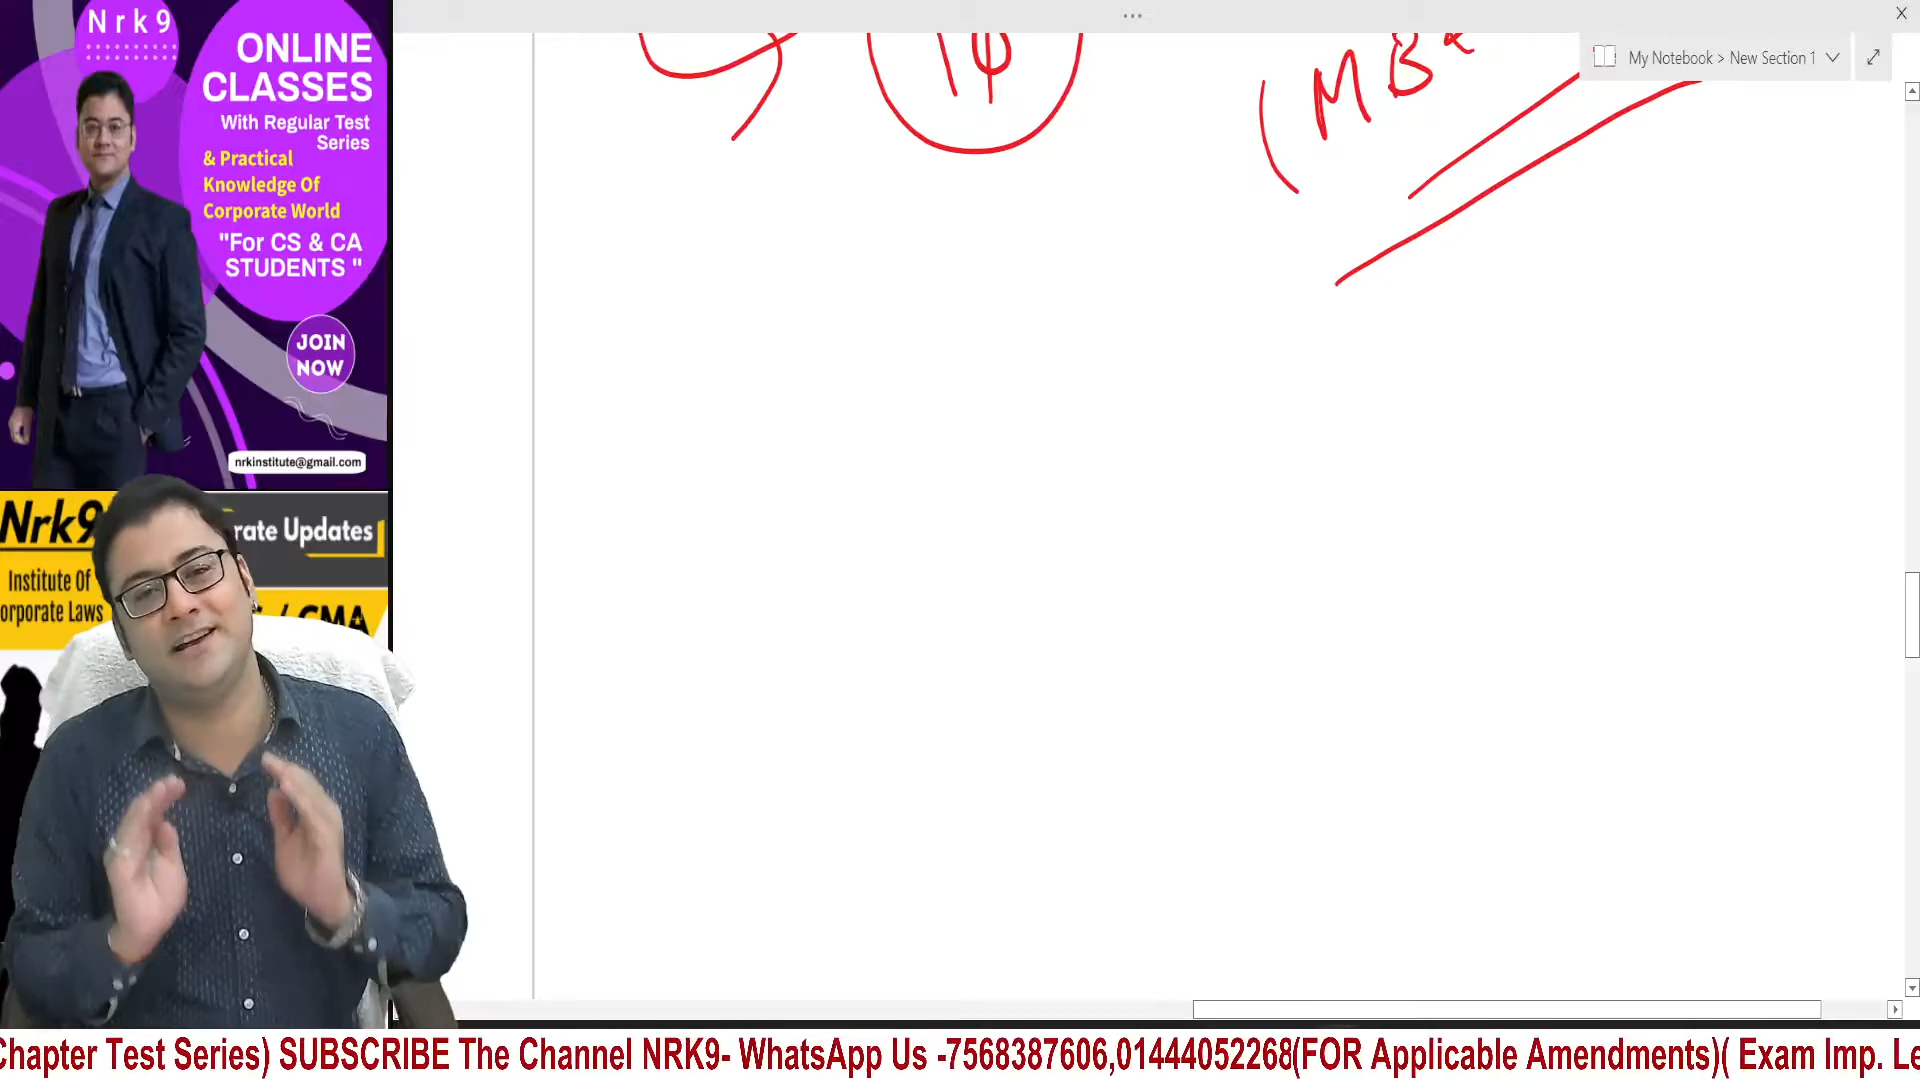 Nrk9
ONLINE
CLASSES
With Regular Test
Series
& Practical
Knowledge Of
Corporate World
"For CS & CA
STUDENTS "
JOIN
NOW
nrkinstitute@gmail.com
Nrk9
rate Updates
Institute Of
orporate Laws
/ CMA
...
X
(MB
My Notebook > New Section 1
Chapter Test Series) SUBSCRIBE The Channel NRK9- WhatsApp Us -7568387606,01444052268(FOR Applicable Amendments)( Exam Imp. Le